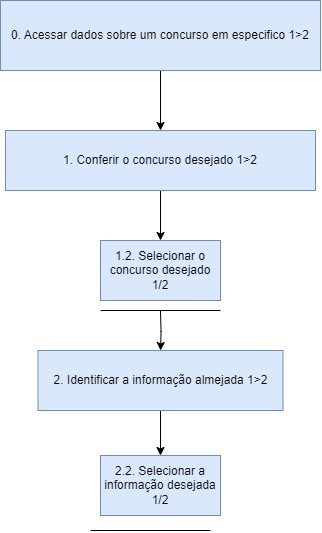 0. Acessar dados sobre um concurso em especifico 1>2
1. Conferir o concurso desejado 1>2
1.2. Selecionar o
concurso desejado
1/2
2. Identificar a informação almejada 1>2
2.2. Selecionar a
informação desejada
1/2